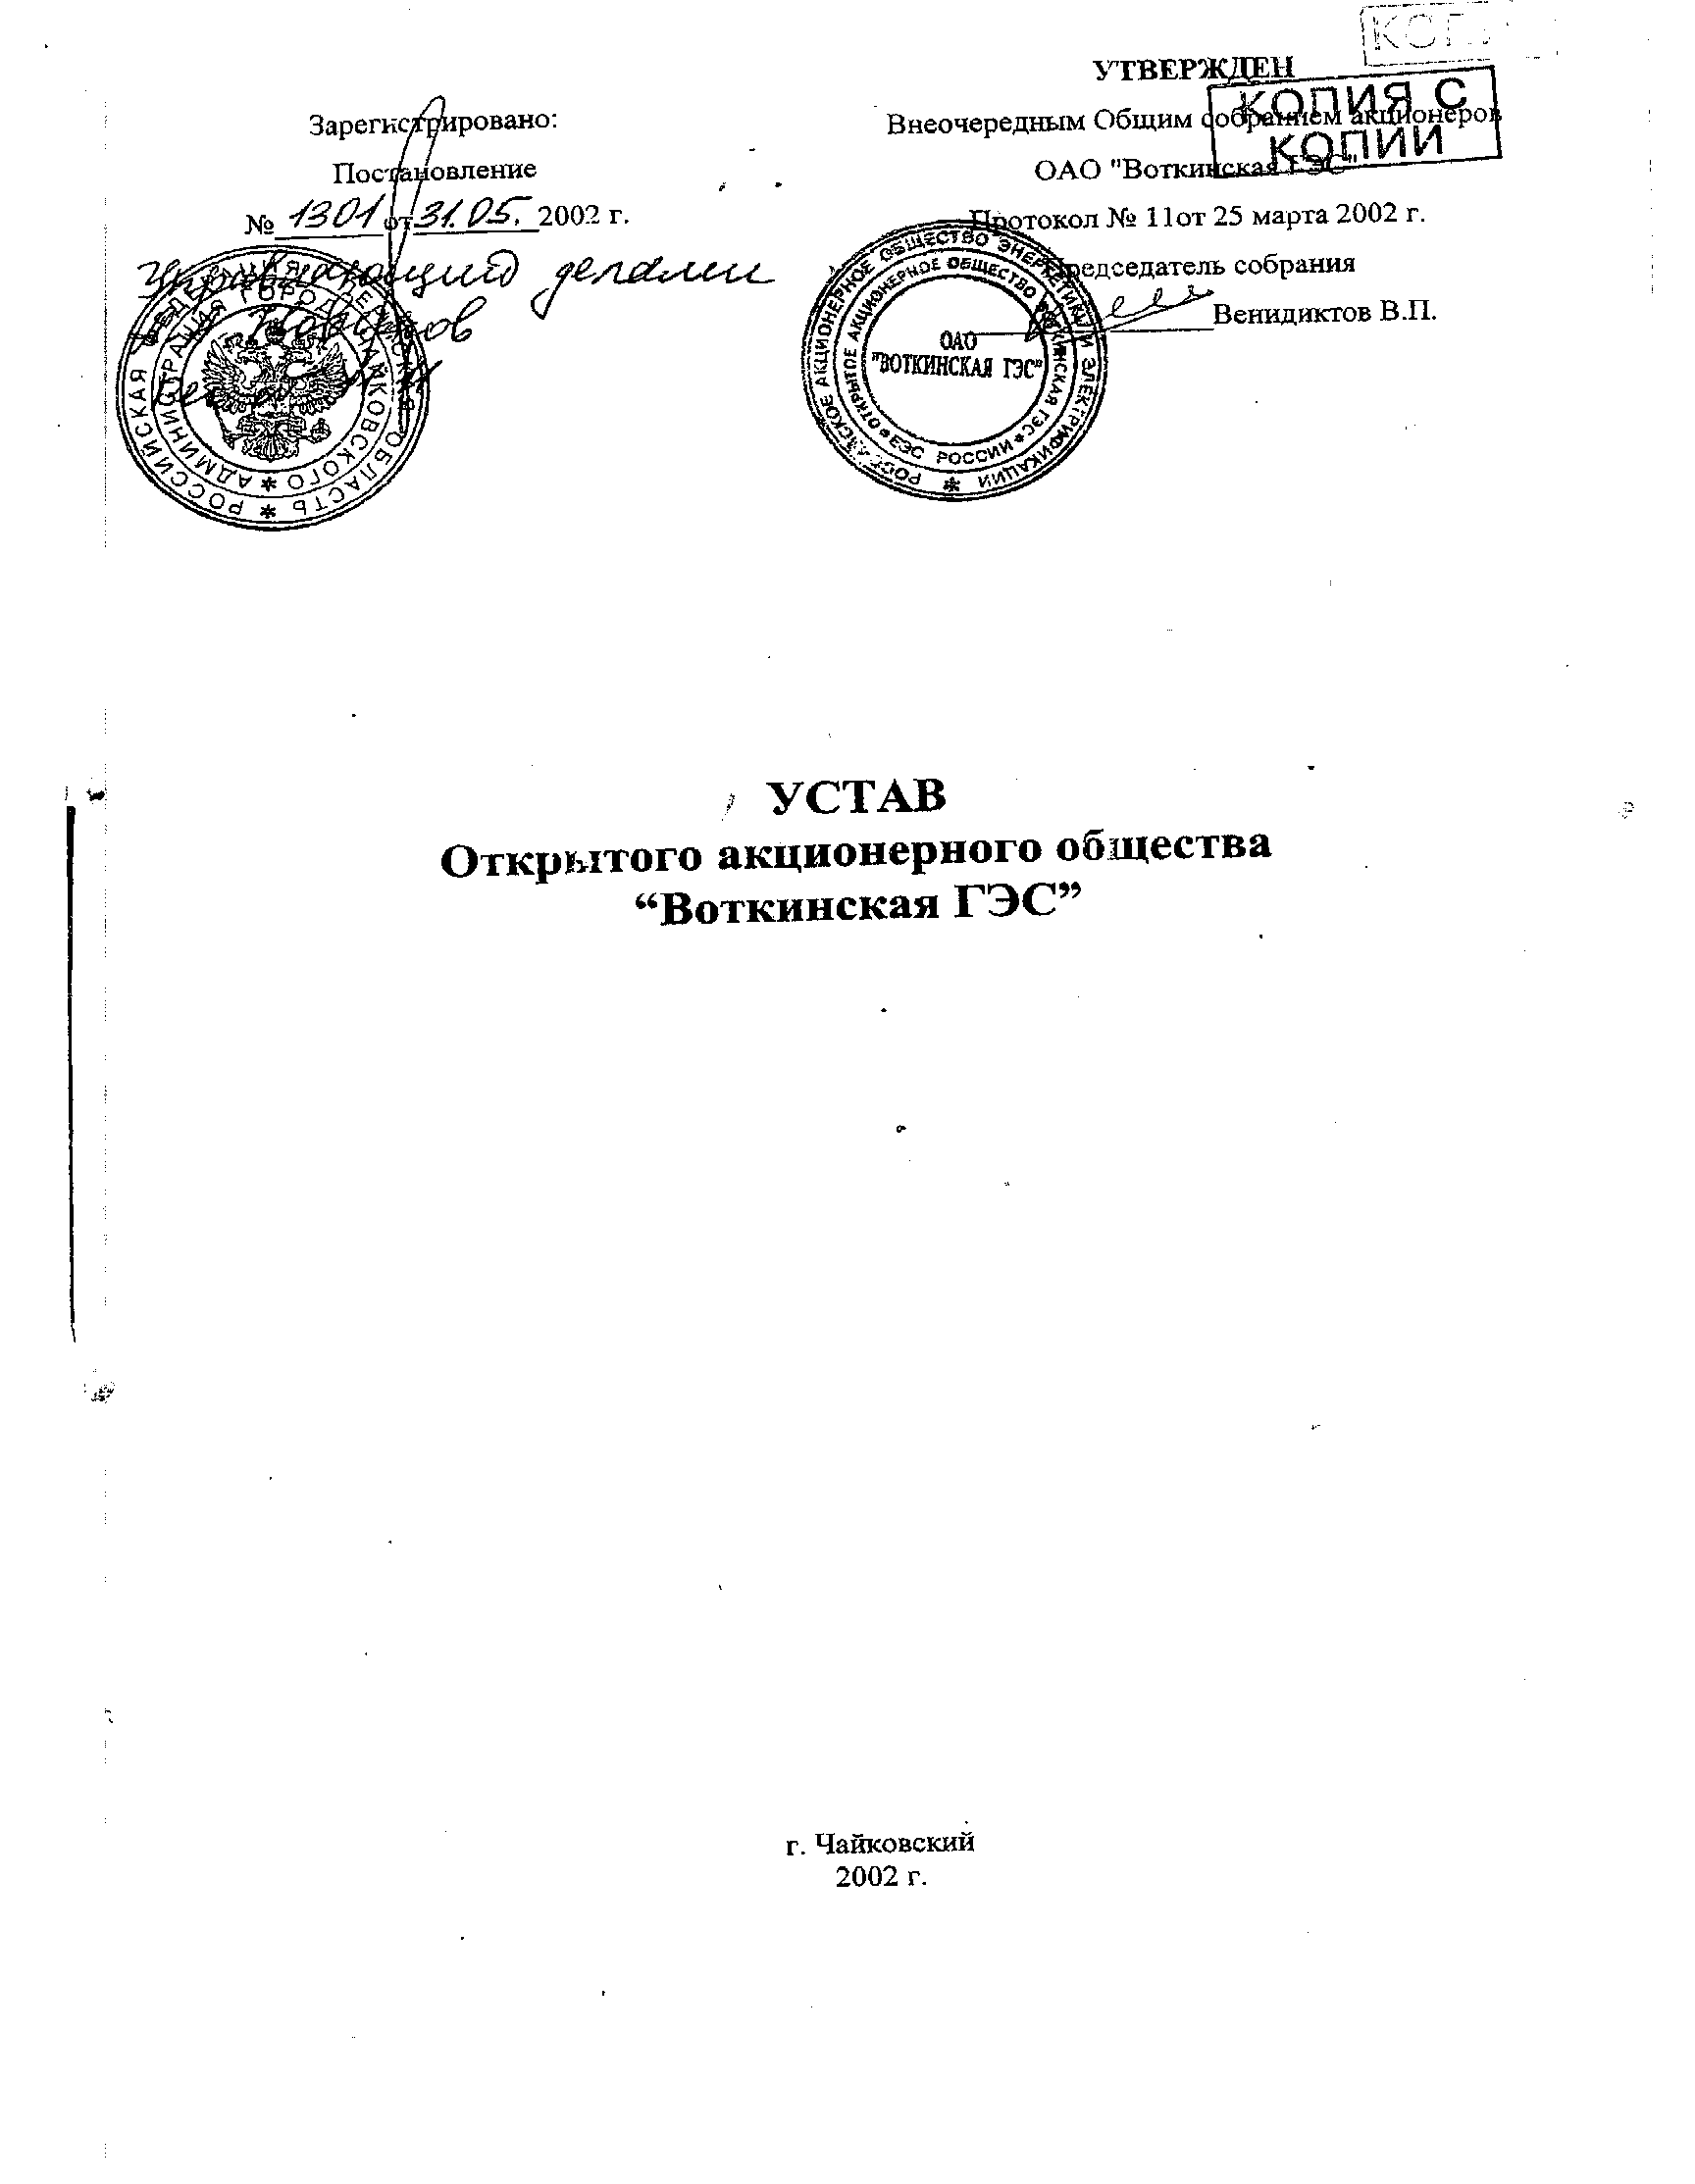 УТВЕРЖДЕН
КОПИЯ С
КОПИИ
Внеочередным Общим собранием акционеров
ОАО "Воткинская ГЭС"
Протокол № 11от 25 марта 2002 г.
Председатель собрания
Венидиктов В.П.
Зарегистрировано:
Постановление
№ 1301 от 31.05. 2002 г.
Управляющий делами
РОССИЙСКАЯ ФЕДЕРАЦИЯ ПЕРМСКАЯ ОБЛАСТЬ
АДМИНИСТРАЦИЯ ГОРОДА ЧАЙКОВСКОГО
РОССИЙСКОЕ АКЦИОНЕРНОЕ ОБЩЕСТВО ЭНЕРГЕТИКИ И ЭЛЕКТРИФИКАЦИИ
ЕЭС РОССИИ
ОТКРЫТОЕ АКЦИОНЕРНОЕ ОБЩЕСТВО ВОТКИНСКАЯ ГЭС
ОАО
"ВОТКИНСКАЯ ГЭС"
УСТАВ
Открытого акционерного общества
“Воткинская ГЭС”
г. Чайковский
2002 г.